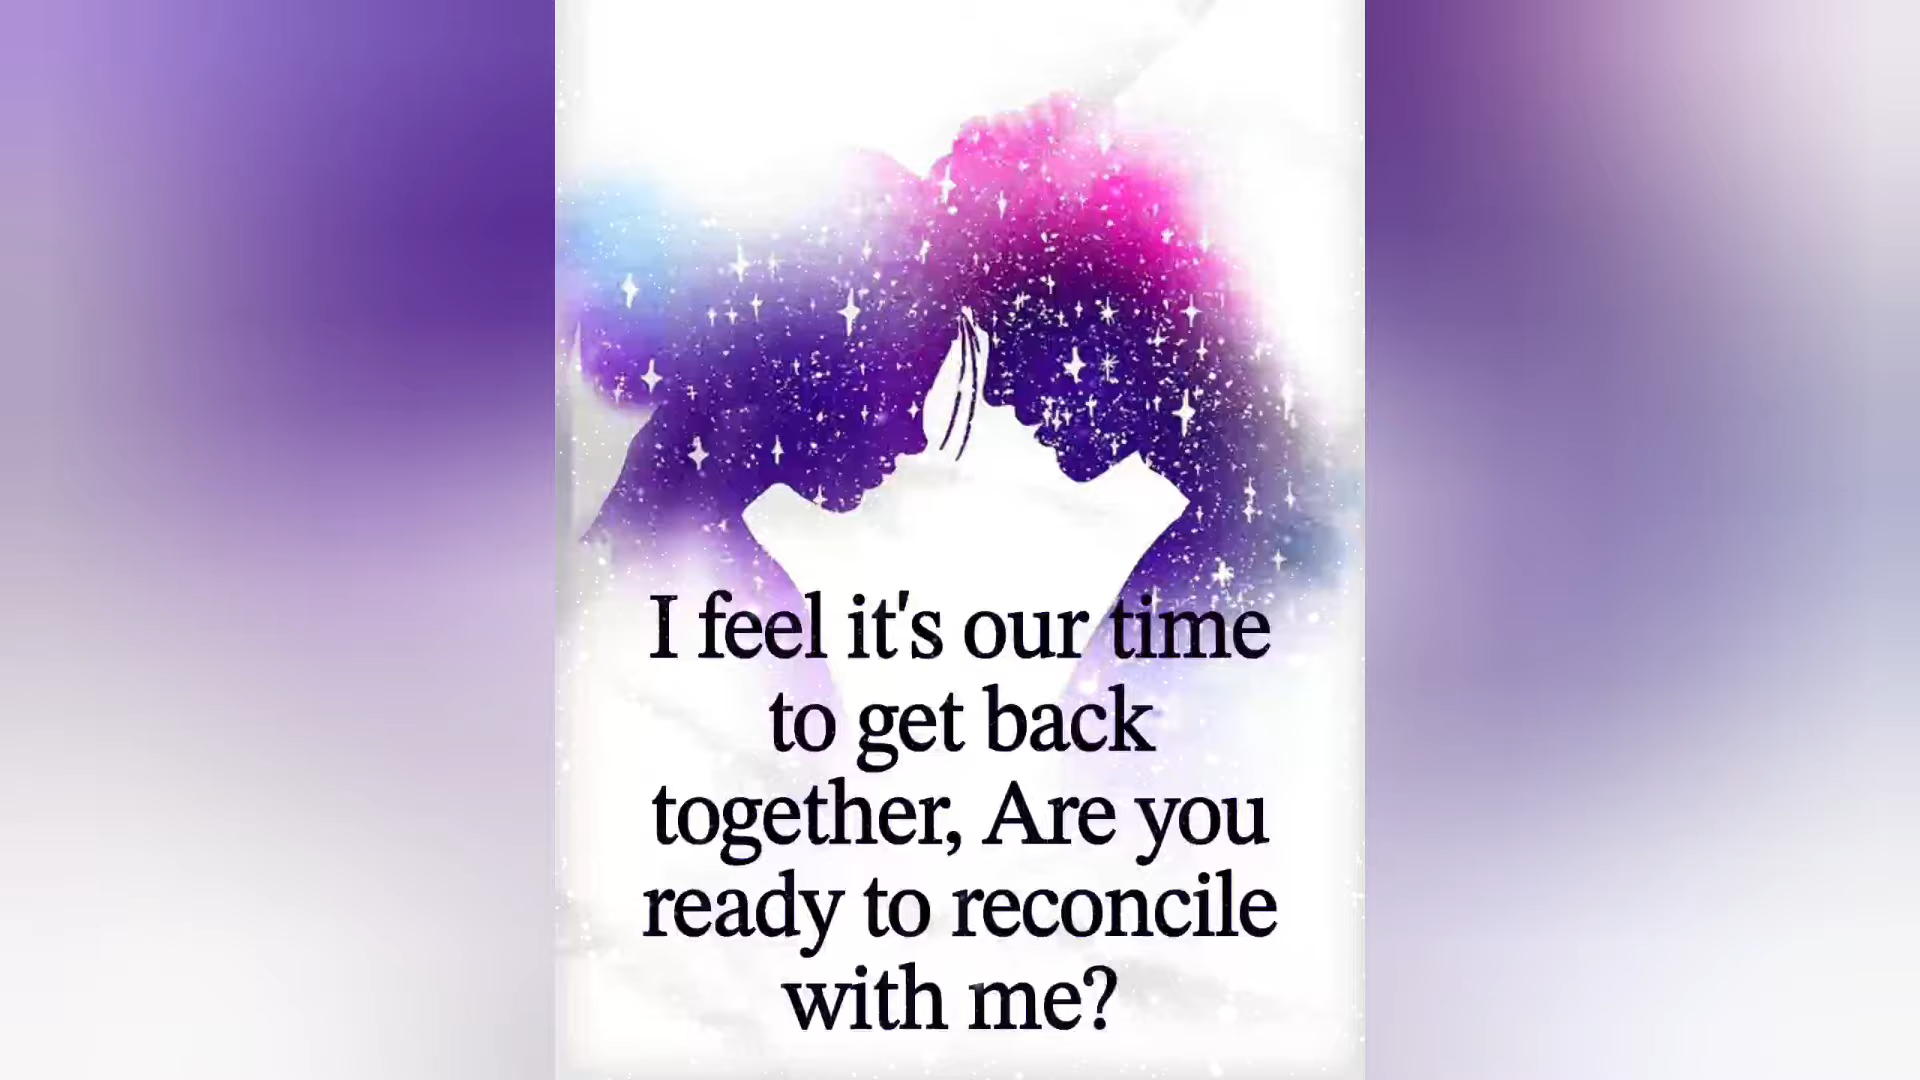 I feel it's our time
to get back
together, Are you
ready to reconcile
with me?